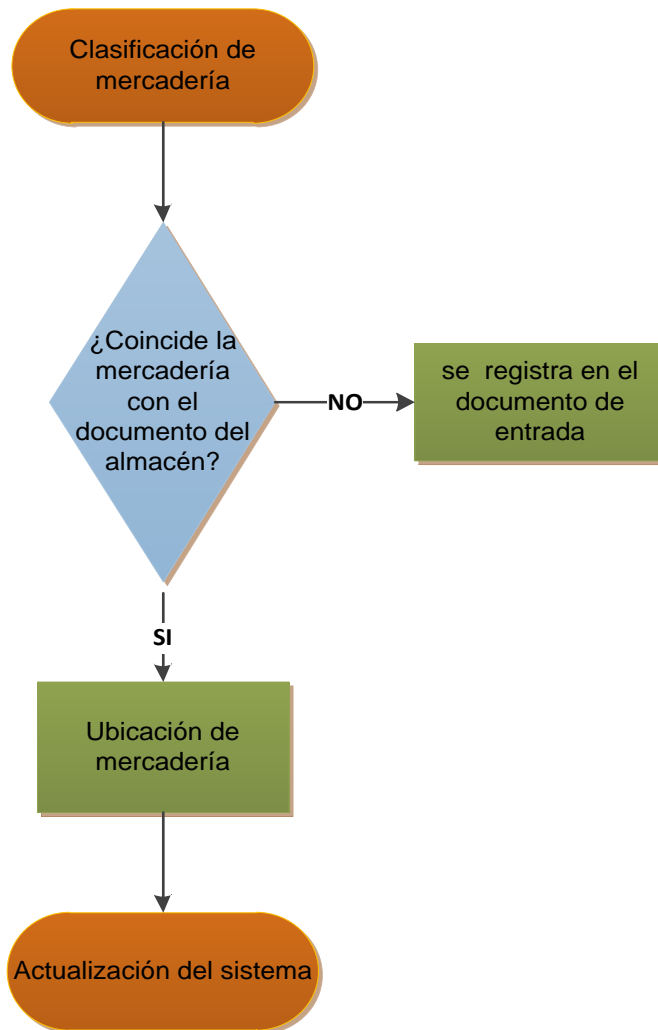 Clasificación de
mercadería
¿Coincide la
mercadería
con el
documento del
almacén?
NO
se registra en el
documento de
entrada
SI
Ubicación de
mercadería
Actualización del sistema